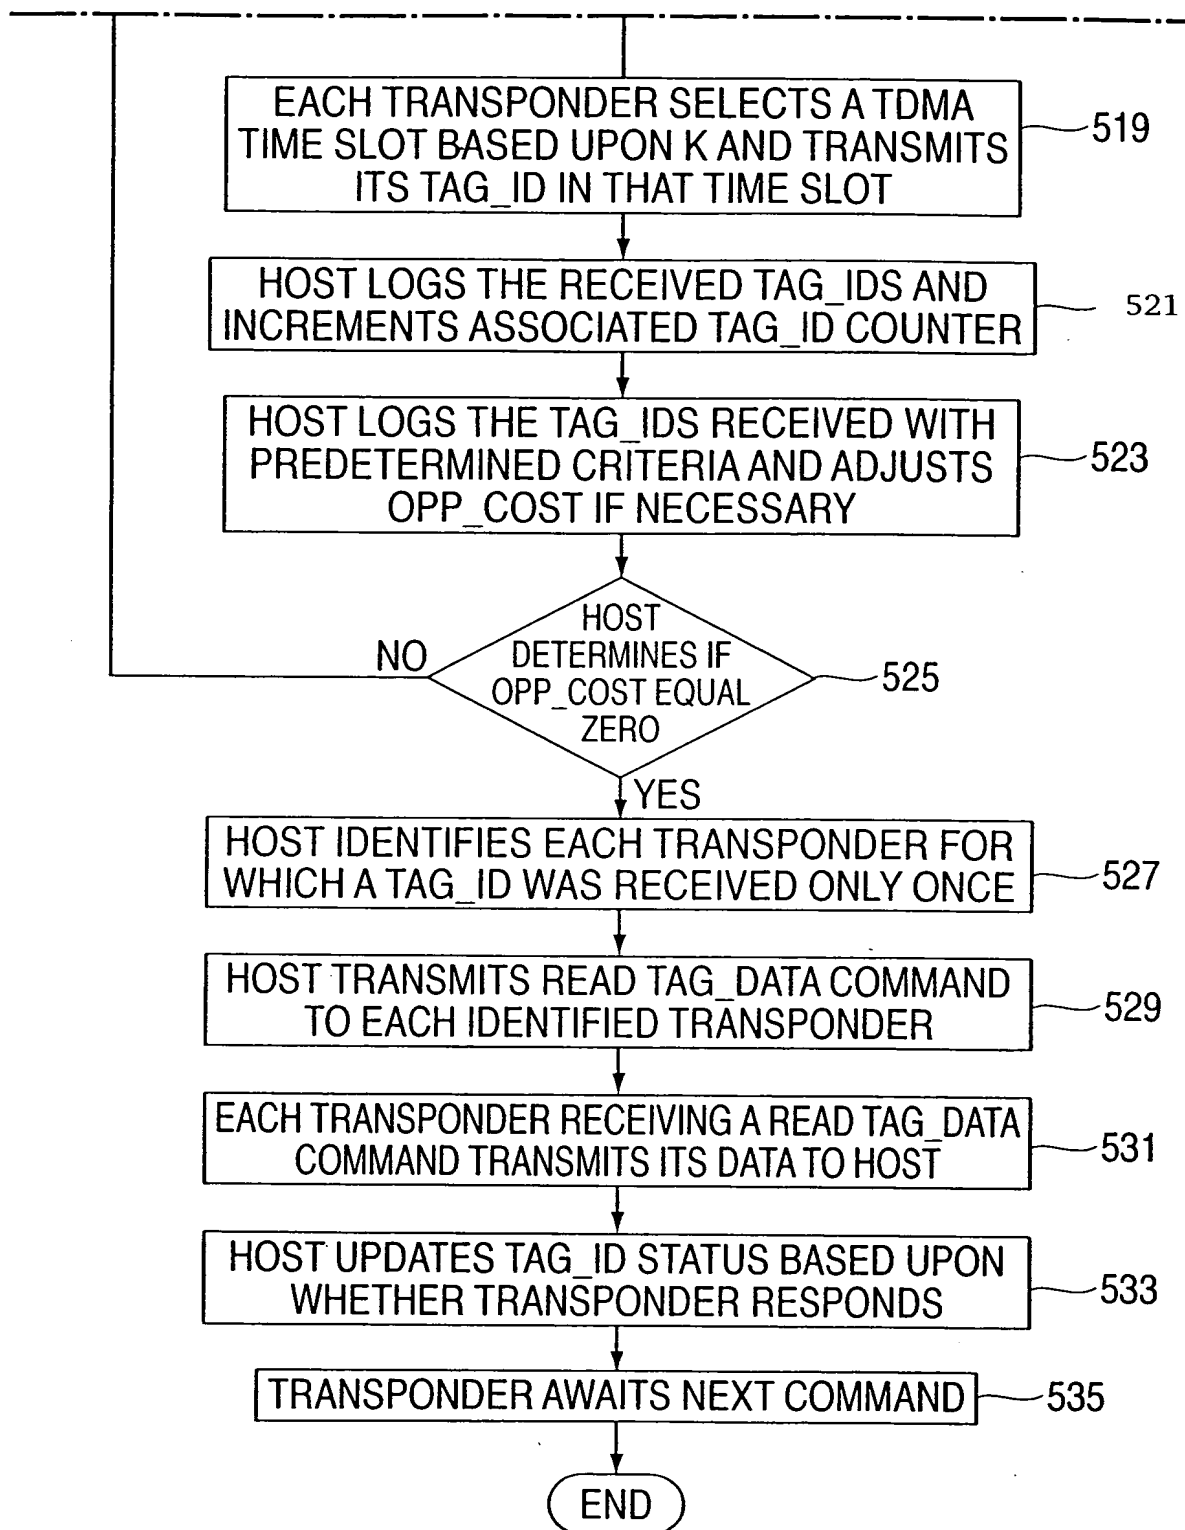 EACH TRANSPONDER SELECTS A TDMA
TIME SLOT BASED UPON K AND TRANSMITS
ITS TAG_ID IN THAT TIME SLOT
519
HOST LOGS THE RECEIVED TAG_IDS AND
INCREMENTS ASSOCIATED TAG_ID COUNTER
521
HOST LOGS THE TAG_IDS RECEIVED WITH
PREDETERMINED CRITERIA AND ADJUSTS
OPP_COST IF NECESSARY
523
HOST
DETERMINES IF
OPP_COST EQUAL
ZERO
525
NO
YES
HOST IDENTIFIES EACH TRANSPONDER FOR
WHICH A TAG_ID WAS RECEIVED ONLY ONCE
527
HOST TRANSMITS READ TAG_DATA COMMAND
TO EACH IDENTIFIED TRANSPONDER
529
EACH TRANSPONDER RECEIVING A READ TAG_DATA
COMMAND TRANSMITS ITS DATA TO HOST
531
HOST UPDATES TAG_ID STATUS BASED UPON
WHETHER TRANSPONDER RESPONDS
533
TRANSPONDER AWAITS NEXT COMMAND
535
END